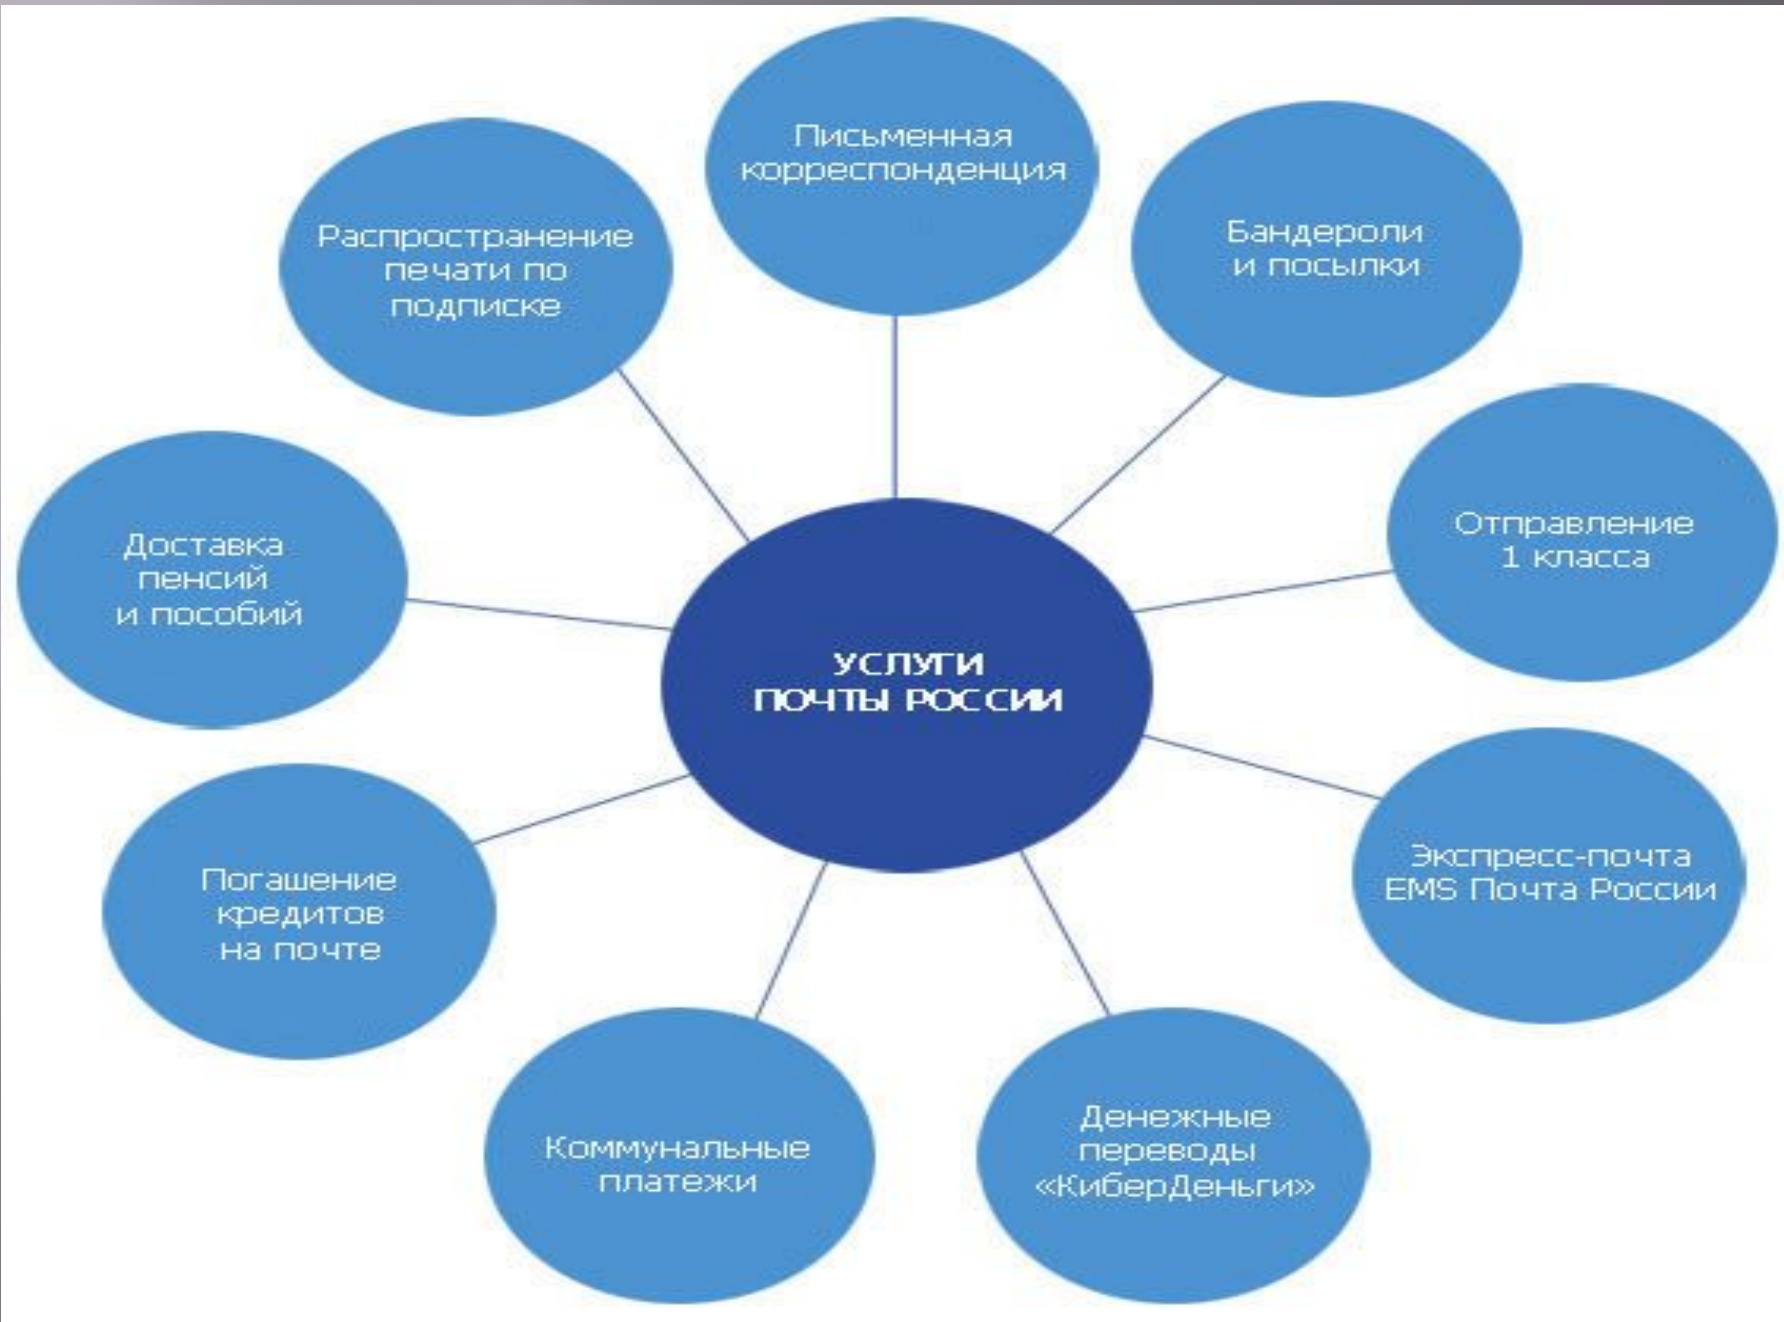 УСЛУГИ
ПОЧТЫ РОССИИ
Письменная
корреспонденция
Бандероли
и посылки
Отправление
1 класса
Экспресс-почта
EMS Почта России
Денежные
переводы
«КиберДеньги»
Коммунальные
платежи
Погашение
кредитов
на почте
Доставка
пенсий
и пособий
Распространение
печати по
подписке